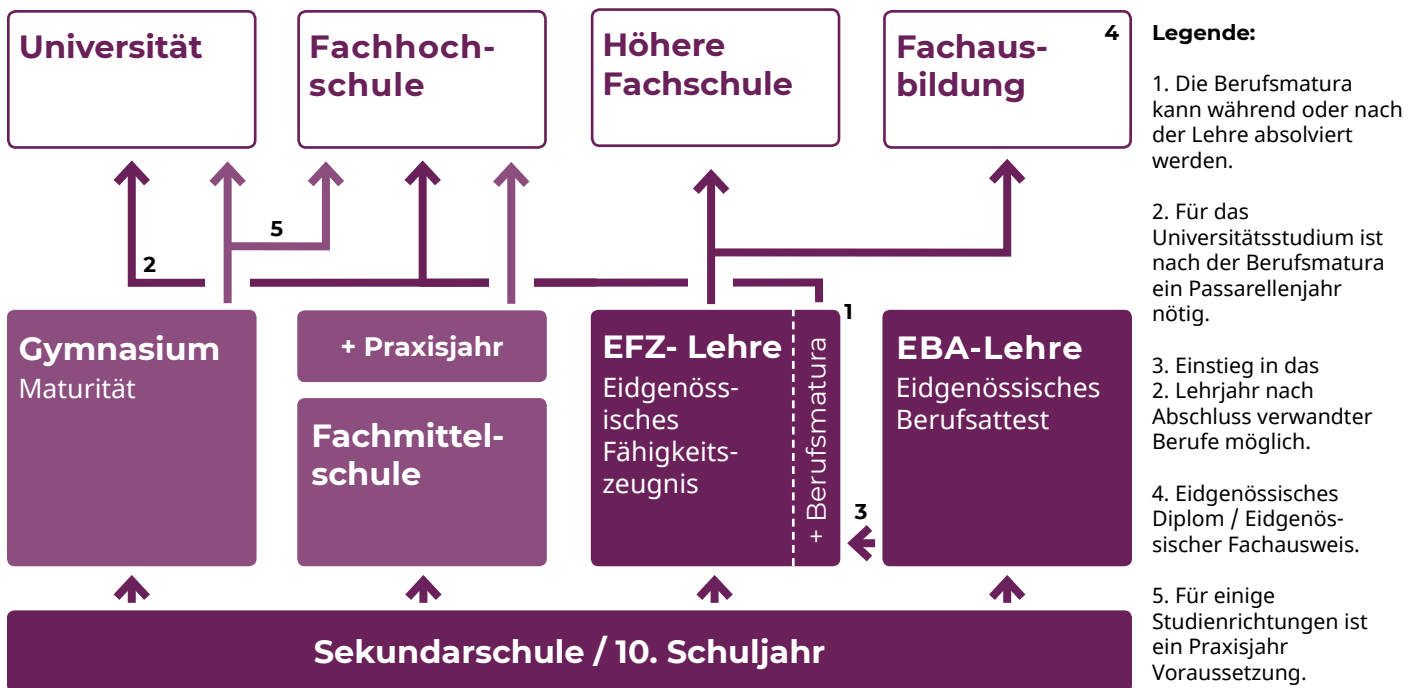 Universität
Fachhoch-
schule
Höhere
Fachschule
Fachaus-
bildung
4
5
2
1
Gymnasium
Maturität
+ Praxisjahr
Fachmittel-
schule
EFZ- Lehre
Eidgenöss-
isches
Fähigkeits-
zeugnis
+ Berufsmatura
3
EBA-Lehre
Eidgenössisches
Berufsattest
Sekundarschule / 10. Schuljahr
Legende:
1. Die Berufsmatura
kann während oder nach
der Lehre absolviert
werden.
2. Für das
Universitätsstudium ist
nach der Berufsmatura
ein Passarellenjahr
nötig.
3. Einstieg in das
2. Lehrjahr nach
Abschluss verwandter
Berufe möglich.
4. Eidgenössisches
Diplom / Eidgenös-
sischer Fachausweis.
5. Für einige
Studienrichtungen ist
ein Praxisjahr
Voraussetzung.